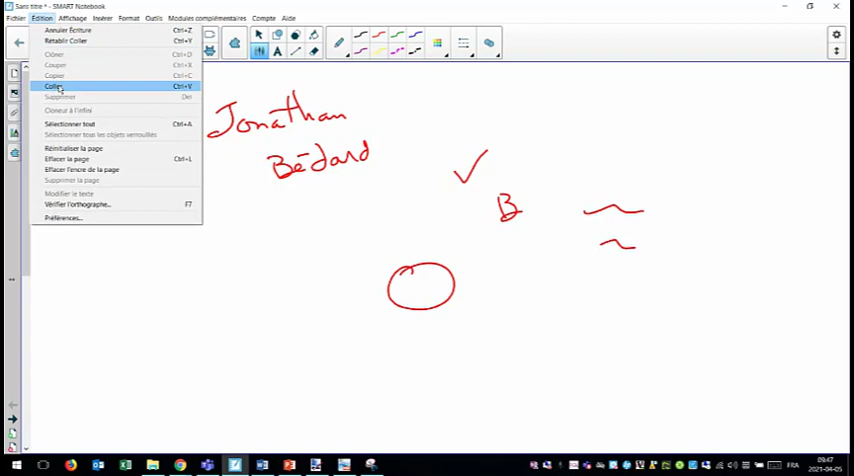 Sans titre * - SMART Notebook
Fichier Édition Affichage Insérer Format Outils Modules complémentaires Compte Aide
Annuler Écriture Ctrl+Z
Rétablir Coller Ctrl+Y
Clôner Ctrl+D
Couper Ctrl+X
Copier Ctrl+C
Coller Ctrl+V
Supprimer Del
Cloneur à l'infini
Sélectionner tout Ctrl+A
Sélectionner tous les objets verrouillés
Réinitialiser la page
Effacer la page Ctrl+L
Effacer l'encre de la page
Supprimer la page
Modifier le texte
Vérifier l'orthographe... F7
Préférences...
Jonathan
Bédard
B
FRA
09:47
2021-04-05